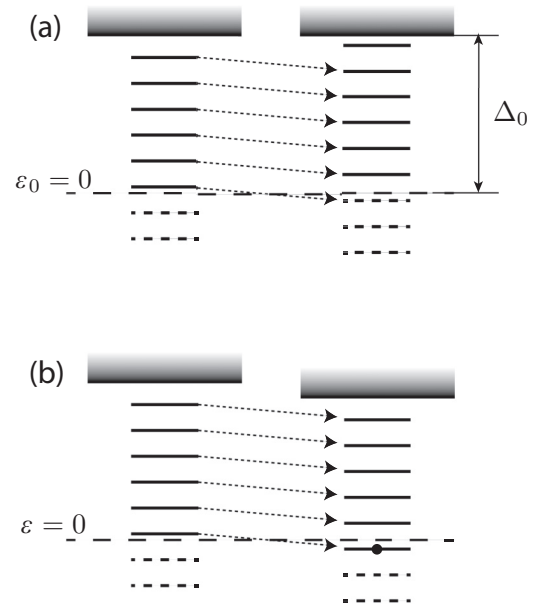 (a)
Δ₀
ε₀ = 0
(b)
ε = 0